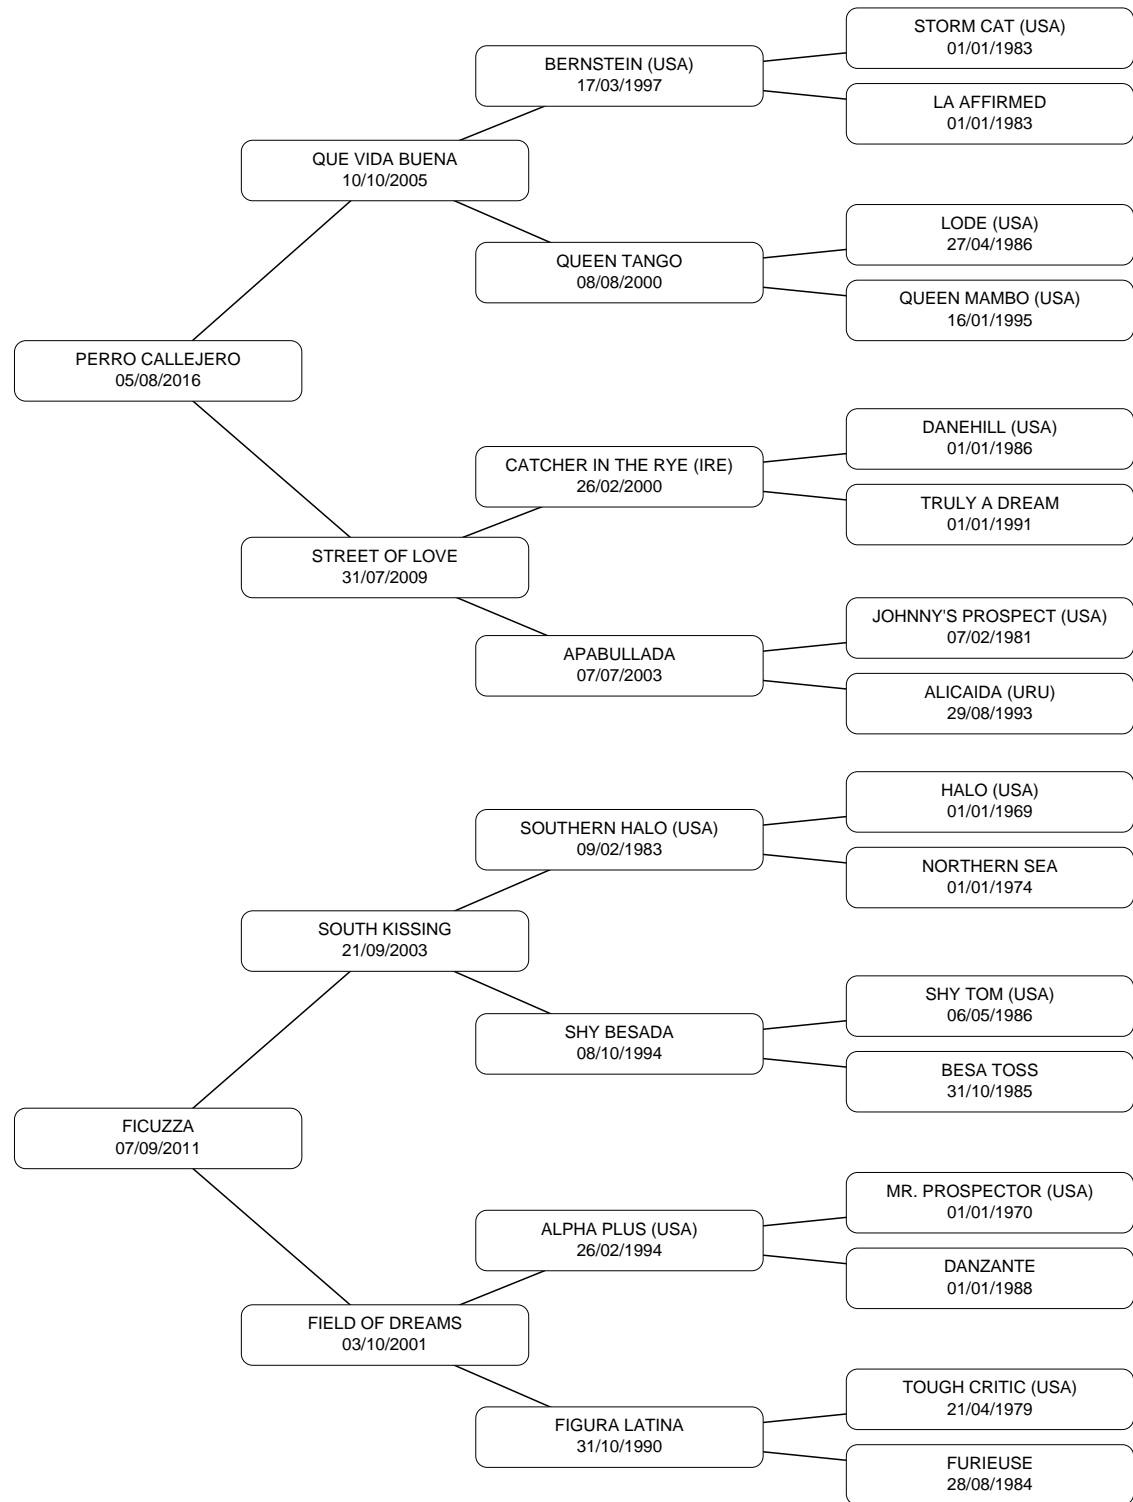 STORM CAT (USA)
01/01/1983
BERNSTEIN (USA)
17/03/1997
LA AFFIRMED
01/01/1983
QUE VIDA BUENA
10/10/2005
LODE (USA)
27/04/1986
QUEEN TANGO
08/08/2000
QUEEN MAMBO (USA)
16/01/1995
PERRO CALLEJERO
05/08/2016
DANEHILL (USA)
01/01/1986
CATCHER IN THE RYE (IRE)
26/02/2000
TRULY A DREAM
01/01/1991
STREET OF LOVE
31/07/2009
JOHNNY'S PROSPECT (USA)
07/02/1981
APABULLADA
07/07/2003
ALICAIDA (URU)
29/08/1993
HALO (USA)
01/01/1969
SOUTHERN HALO (USA)
09/02/1983
NORTHERN SEA
01/01/1974
SOUTH KISSING
21/09/2003
SHY TOM (USA)
06/05/1986
SHY BESADA
08/10/1994
BESA TOSS
31/10/1985
FICUZZA
07/09/2011
MR. PROSPECTOR (USA)
01/01/1970
ALPHA PLUS (USA)
26/02/1994
DANZANTE
01/01/1988
FIELD OF DREAMS
03/10/2001
TOUGH CRITIC (USA)
21/04/1979
FIGURA LATINA
31/10/1990
FURIEUSE
28/08/1984